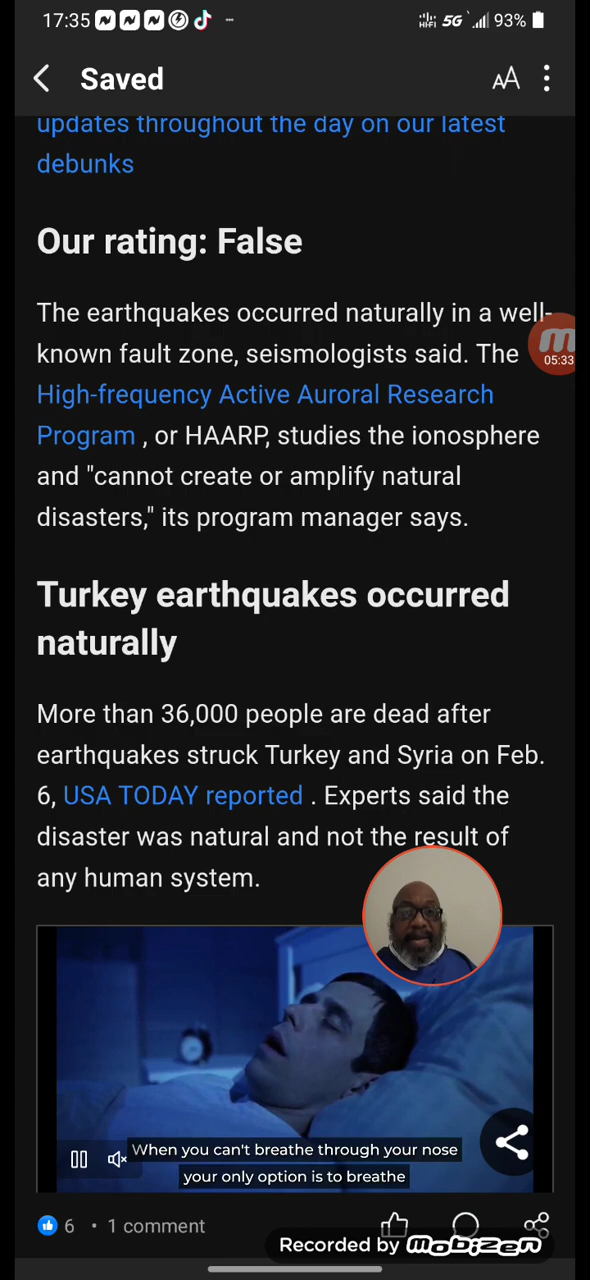 17:35 5G 93%
Saved AA
updates throughout the day on our latest
debunks
Our rating: False
The earthquakes occurred naturally in a well-
known fault zone, seismologists said. The
05:33
High-frequency Active Auroral Research
Program , or HAARP, studies the ionosphere
and "cannot create or amplify natural
disasters," its program manager says.
Turkey earthquakes occurred
naturally
More than 36,000 people are dead after
earthquakes struck Turkey and Syria on Feb.
6, USA TODAY reported . Experts said the
disaster was natural and not the result of
any human system.
When you can't breathe through your nose
your only option is to breathe
6 • 1 comment
Recorded by mobizen